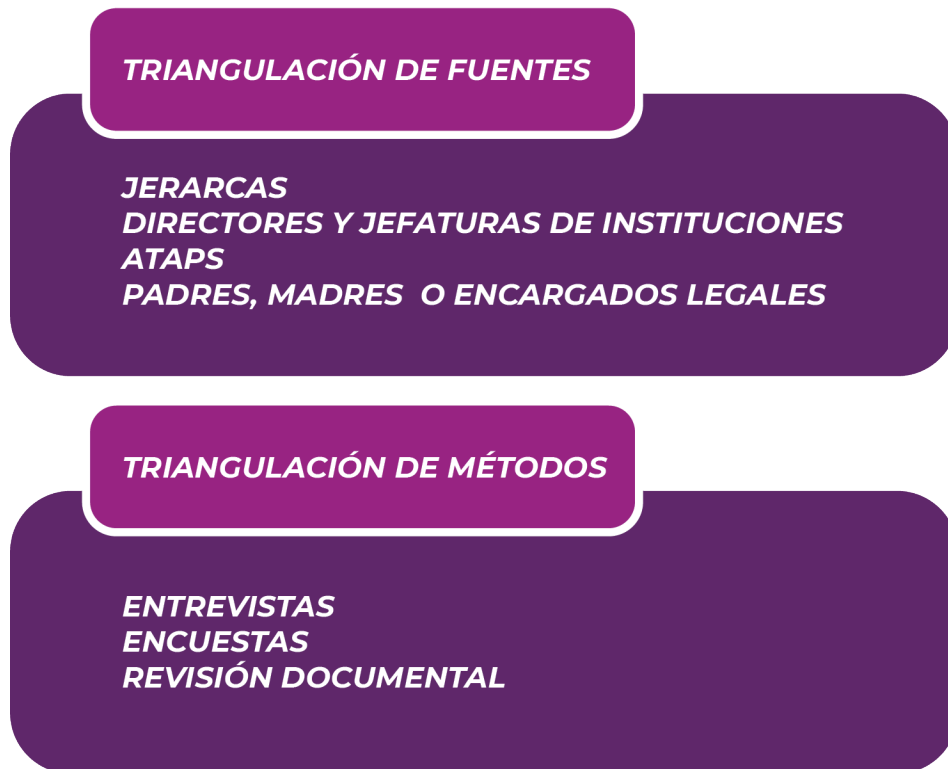 TRIANGULACIÓN DE FUENTES
JERARCAS
DIRECTORES Y JEFATURAS DE INSTITUCIONES
ATAPS
PADRES, MADRES  O ENCARGADOS LEGALES
TRIANGULACIÓN DE MÉTODOS
ENTREVISTAS
ENCUESTAS
REVISIÓN DOCUMENTAL